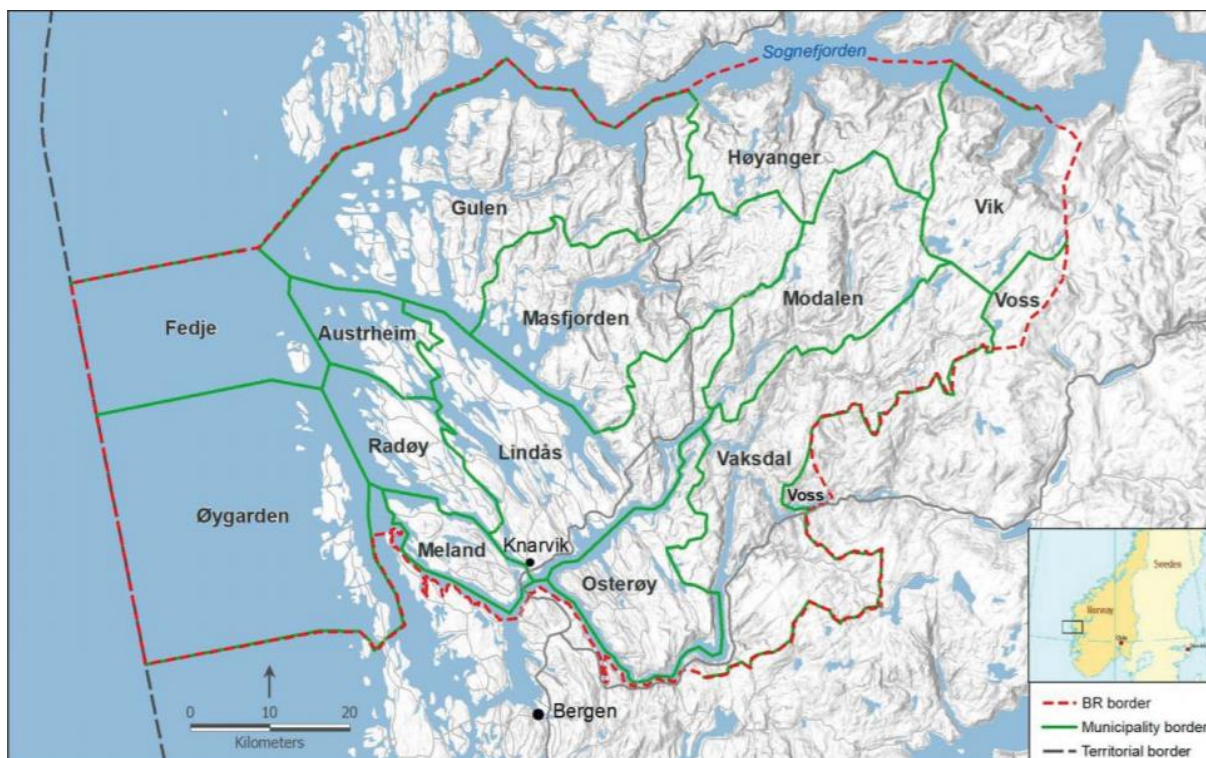 Sognefjorden
Høyanger
Gulen
Vik
Modalen
Voss
Masfjorden
Fedje
Austrheim
Radøy
Lindås
Vaksdal
Voss
Øygarden
Meland
Knarvik
Osterøy
Bergen
0 10 20
Kilometers
Sweden
Norway
BR border
Municipality border
Territorial border